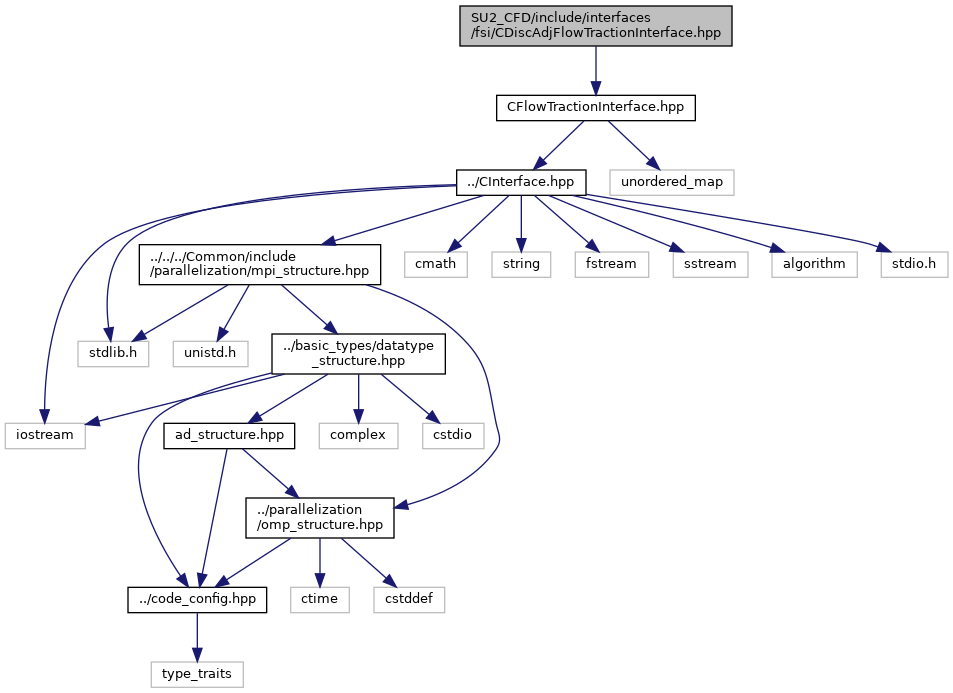 SU2_CFD/include/interfaces
/fsi/CDiscAdjFlowTractionInterface.hpp
CFlowTractionInterface.hpp
../CInterface.hpp
unordered_map
../../../Common/include
/parallelization/mpi_structure.hpp
cmath
string
fstream
sstream
algorithm
stdio.h
stdlib.h
unistd.h
../basic_types/datatype
_structure.hpp
iostream
ad_structure.hpp
complex
cstdio
../parallelization
/omp_structure.hpp
../code_config.hpp
ctime
cstddef
type_traits